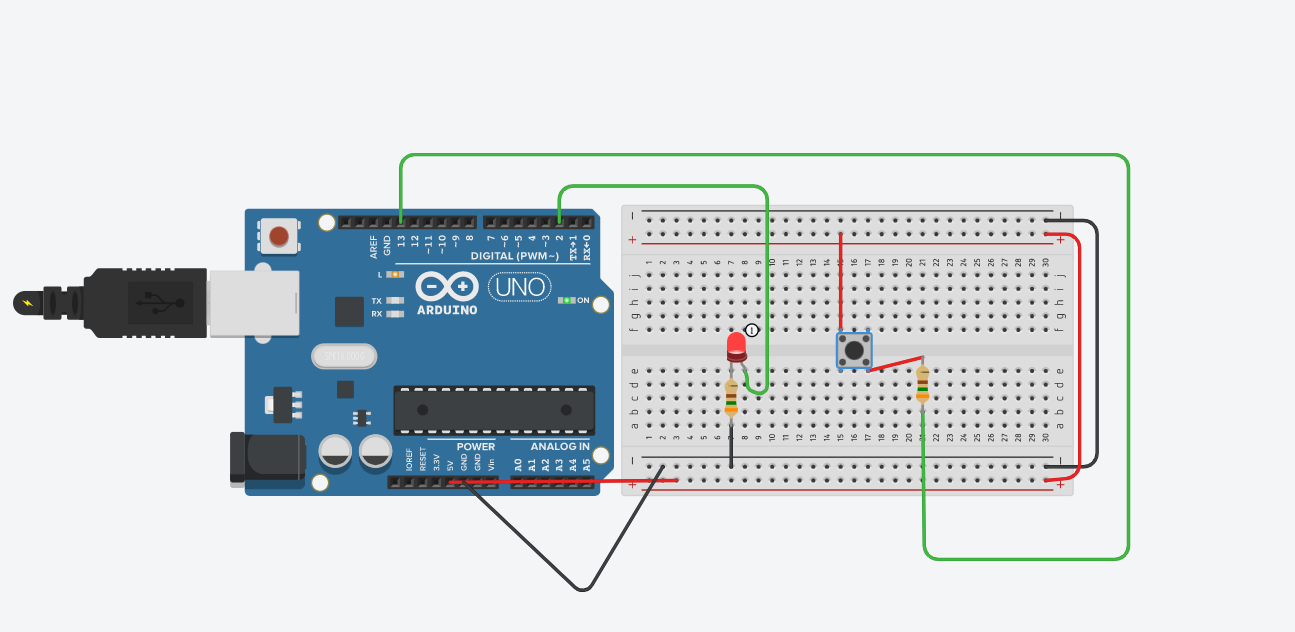 AREF
GND
13
12
~11
~10
~9
8
7
~6
~5
4
~3
2
TX→1
RX←0
DIGITAL (PWM~)
L
TX
RX
ARDUINO
UNO
ON
IOREF
RESET
3.3V
5V
GND
GND
Vin
POWER
A0
A1
A2
A3
A4
A5
ANALOG IN
− −
+ +
1 2 3 4 5 6 7 8 9 10 11 12 13 14 15 16 17 18 19 20 21 22 23 24 25 26 27 28 29 30
j j
i i
h h
g g
f f
!
e e
d d
c c
b b
a a
1 2 3 4 5 6 7 8 9 10 11 12 13 14 15 16 17 18 19 20 21 22 23 24 25 26 27 28 29 30
− −
+ +